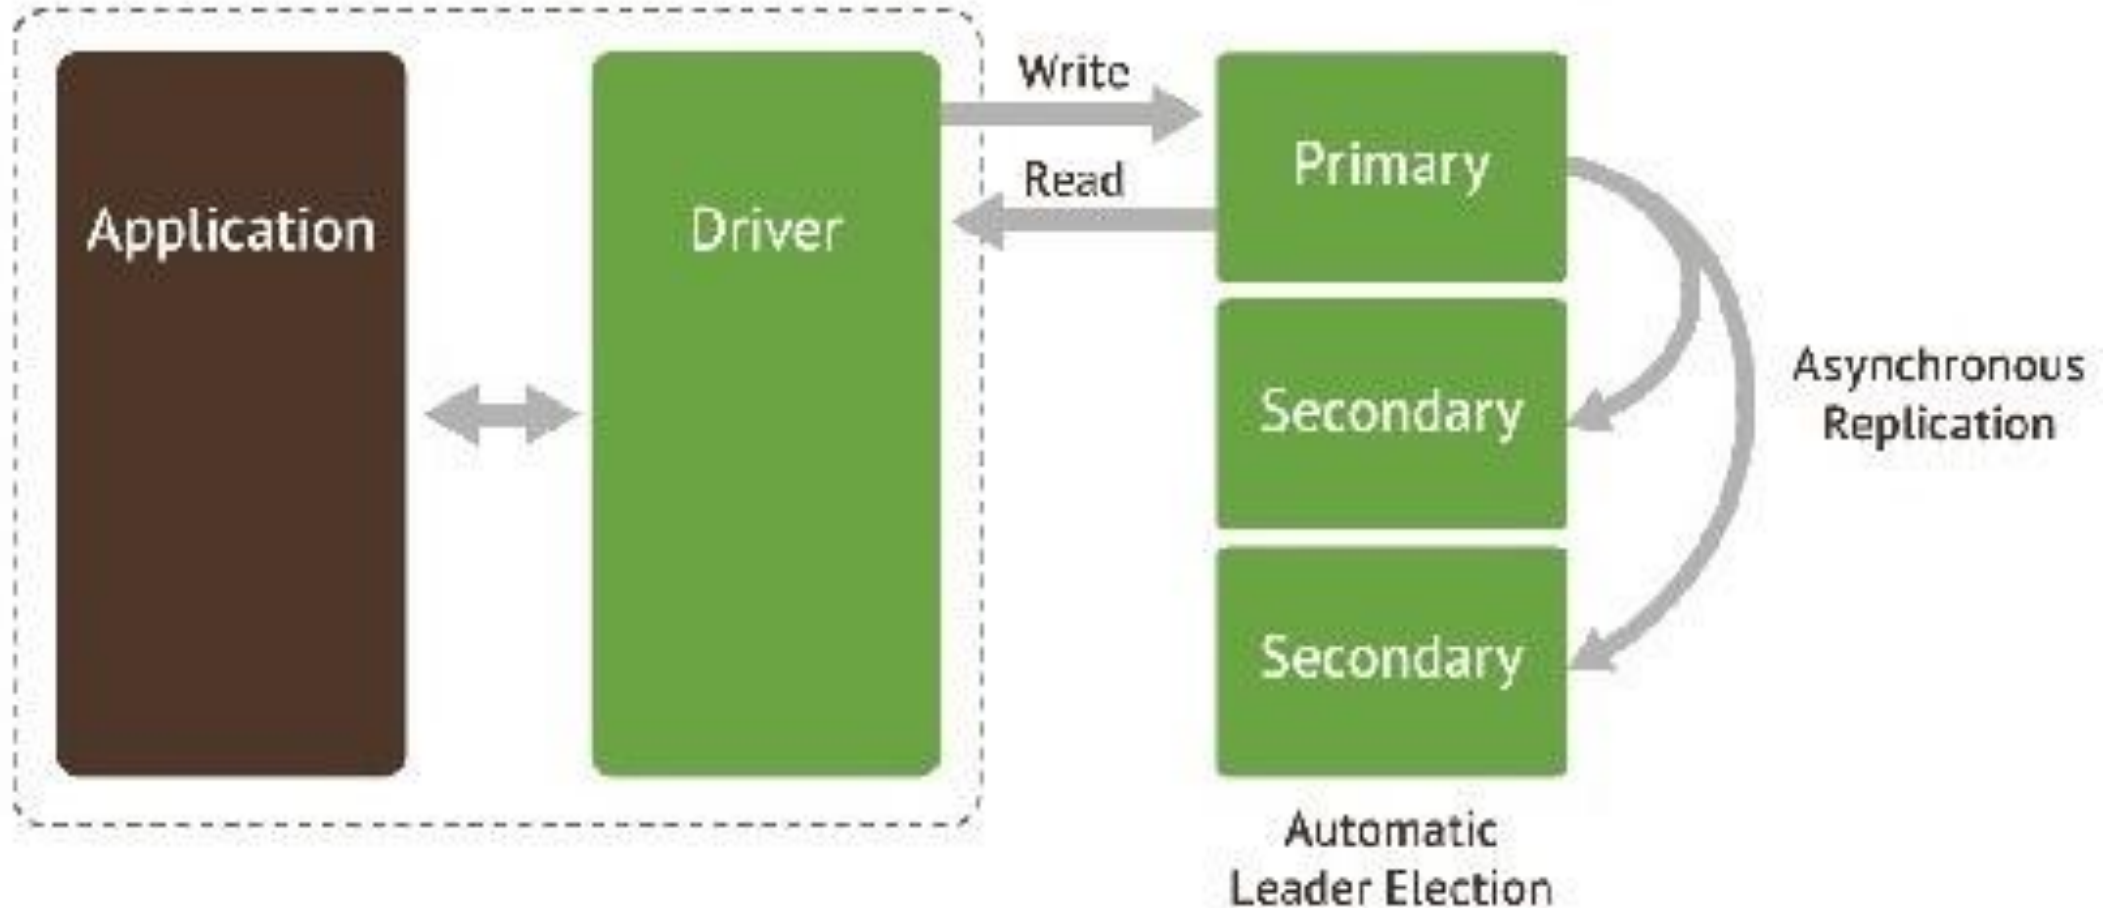 Application
Driver
Write
Read
Primary
Secondary
Secondary
Asynchronous
Replication
Automatic
Leader Election